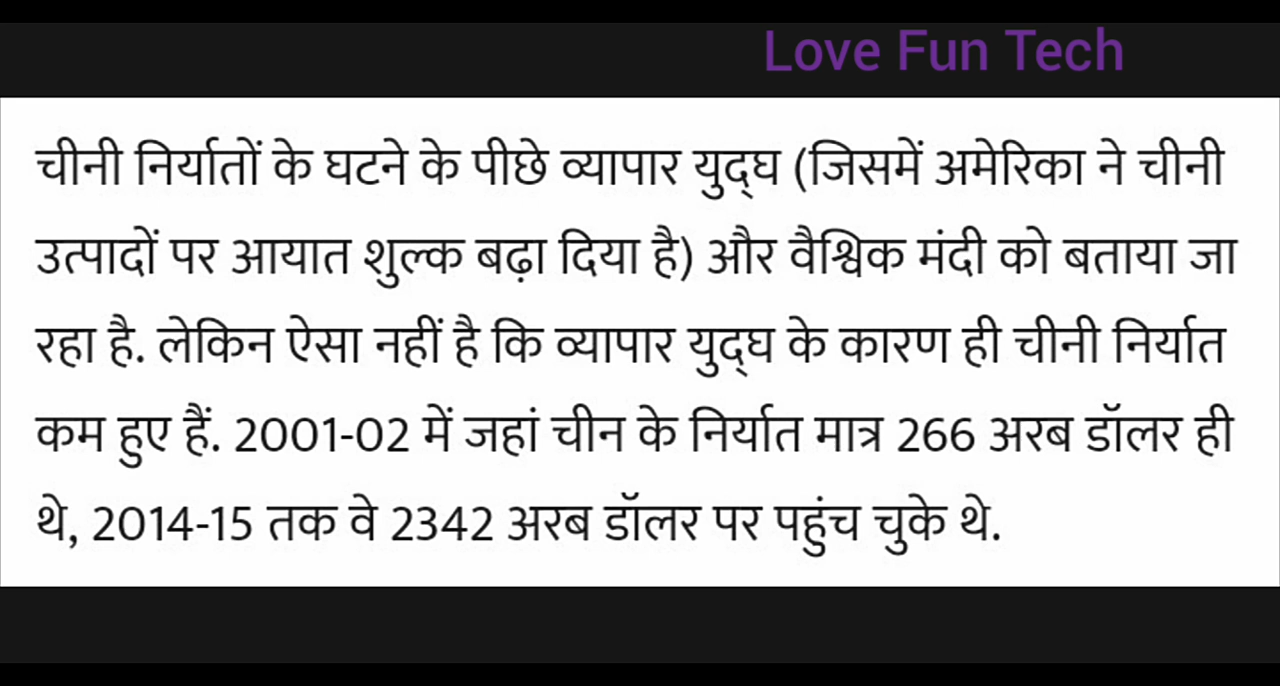 Love Fun Tech
चीनी निर्यातों के घटने के पीछे व्यापार युद्ध (जिसमें अमेरिका ने चीनी
उत्पादों पर आयात शुल्क बढ़ा दिया है) और वैश्विक मंदी को बताया जा
रहा है. लेकिन ऐसा नहीं है कि व्यापार युद्ध के कारण ही चीनी निर्यात
कम हुए हैं. 2001-02 में जहां चीन के निर्यात मात्र 266 अरब डॉलर ही
थे, 2014-15 तक वे 2342 अरब डॉलर पर पहुंच चुके थे.